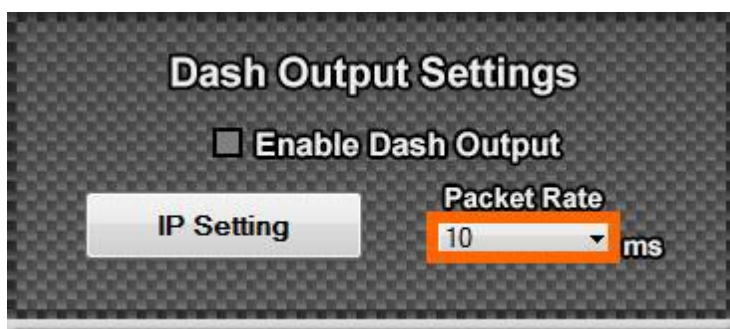 Dash Output Settings
Enable Dash Output
IP Setting
Packet Rate
10
ms